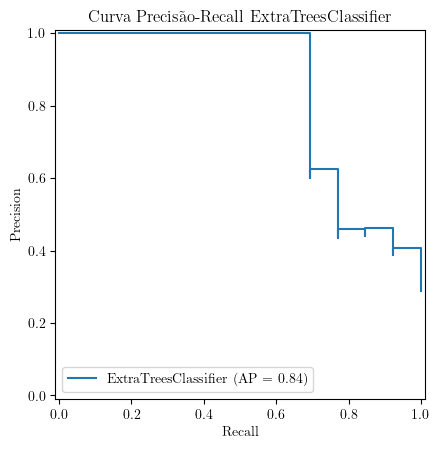 Curva Precisão-Recall ExtraTreesClassifier
1.0
0.8
0.6
0.4
0.2
0.0
Precision
ExtraTreesClassifier (AP = 0.84)
0.0 0.2 0.4 0.6 0.8 1.0
Recall